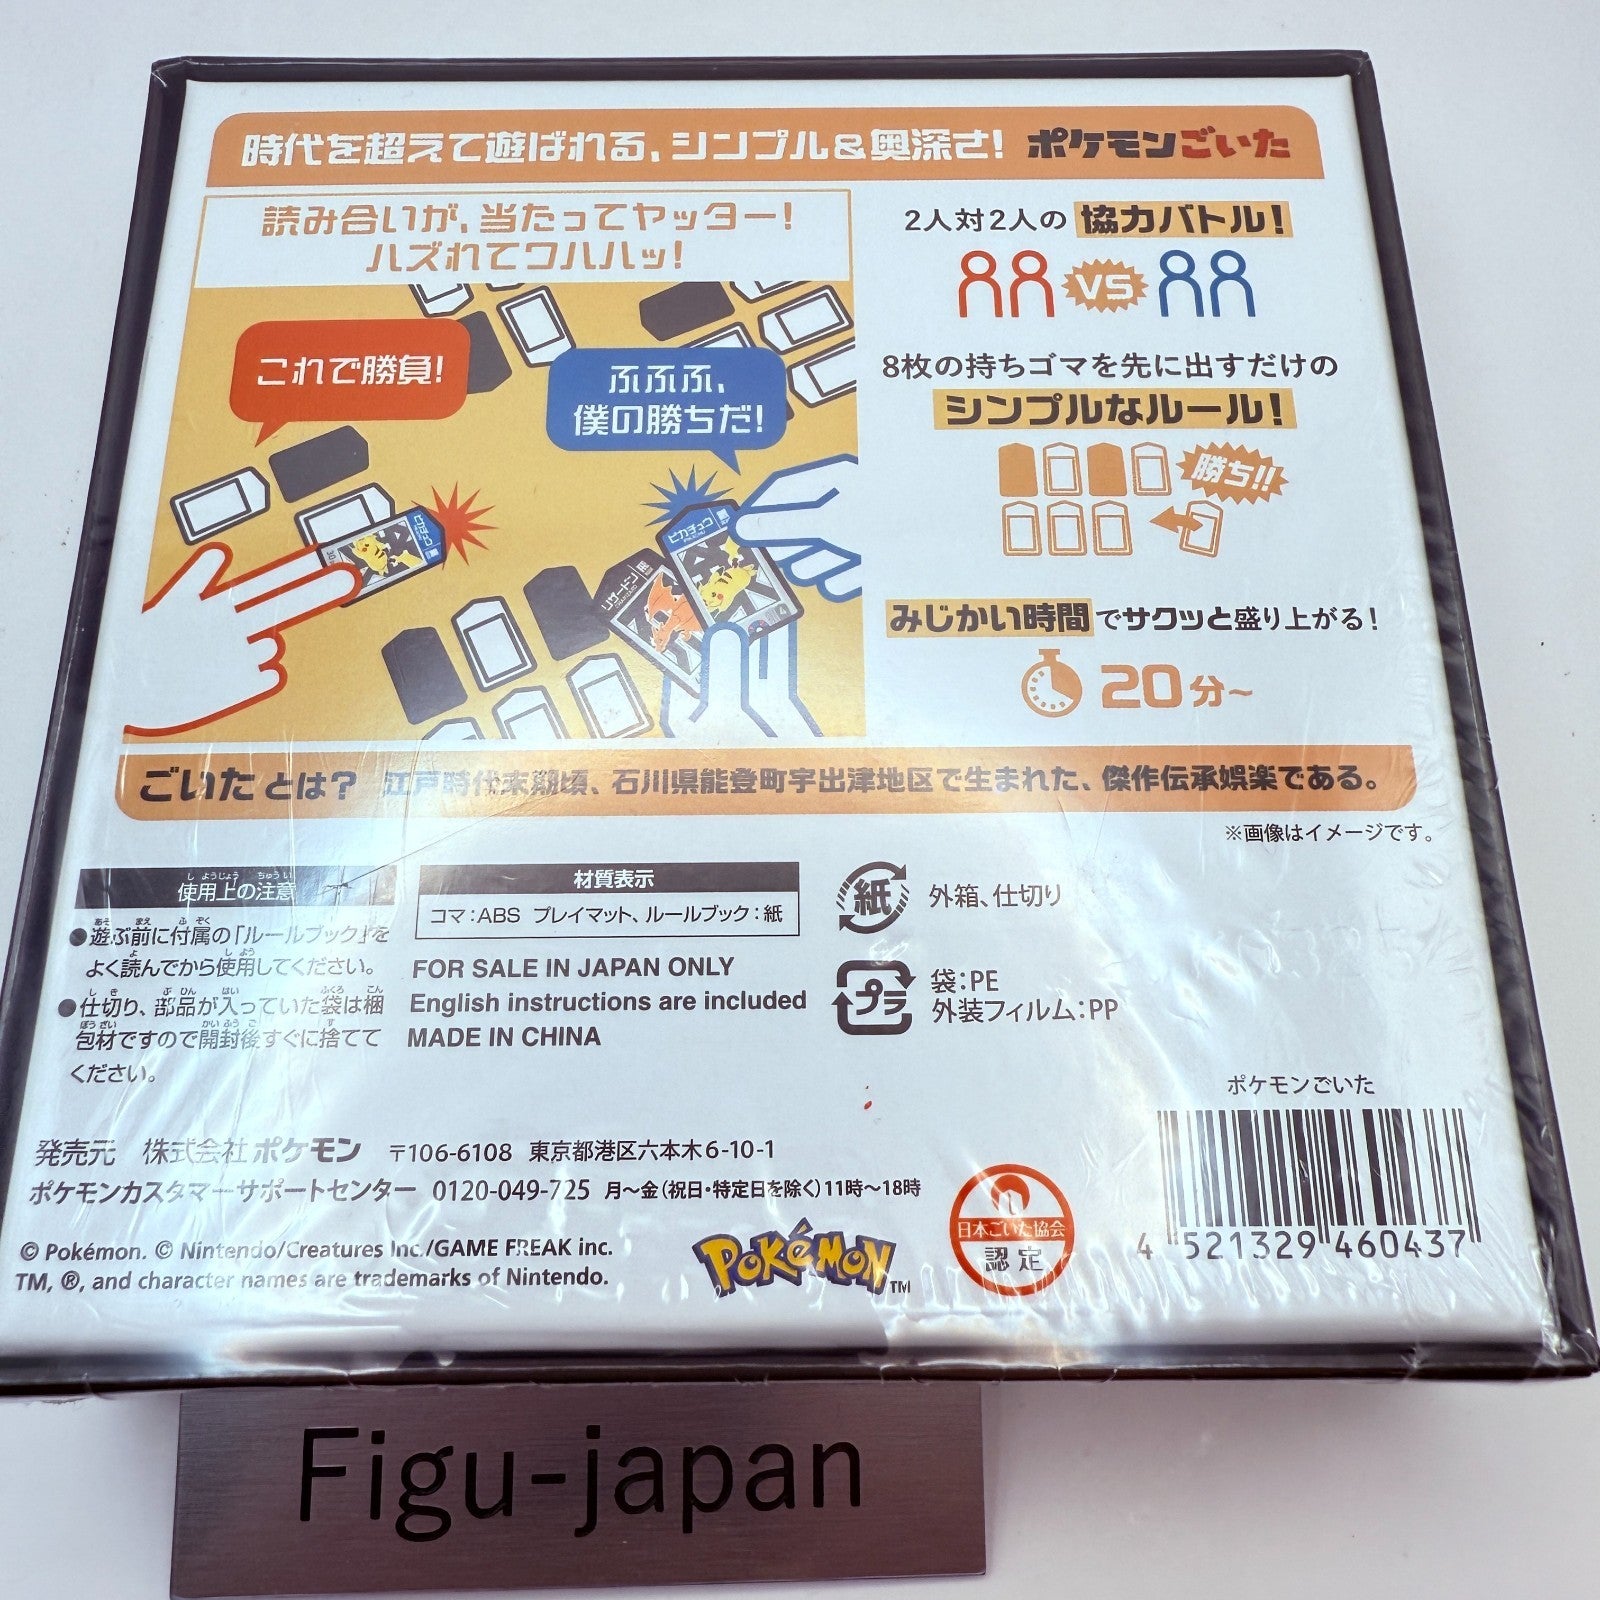 時代を超えて遊ばれる、シンプル&奥深さ! ポケモンごいた
読み合いが、当たってヤッター!
ハズれてワハハッ!
これで勝負!
ふふふ、
僕の勝ちだ!
ピカチュウ
リザードン
2人対2人の 協力バトル!
VS
8枚の持ちゴマを先に出すだけの
シンプルなルール!
勝ち!!
みじかい時間でサクッと盛り上がる!
20分~
ごいたとは? 江戸時代末期頃、石川県能登町宇出津地区で生まれた、傑作伝承娯楽である。
※画像はイメージです。
使用上の注意
●遊ぶ前に付属の「ルールブック」を
よく読んでから使用してください。
●仕切り、部品が入っていた袋は梱
包材ですので開封後すぐに捨てて
ください。
材質表示
コマ:ABS プレイマット、ルールブック:紙
FOR SALE IN JAPAN ONLY
English instructions are included
MADE IN CHINA
紙 外箱、仕切り
プラ 袋:PE
外装フィルム:PP
ポケモンごいた
発売元 株式会社ポケモン 〒106-6108 東京都港区六本木6-10-1
ポケモンカスタマーサポートセンター 0120-049-725 月~金(祝日・特定日を除く)11時~18時
© Pokémon. © Nintendo/Creatures Inc./GAME FREAK inc.
TM, ®, and character names are trademarks of Nintendo.
POKéMON TM
日本ごいた協会
認定
4 521329 460437
Figu-japan